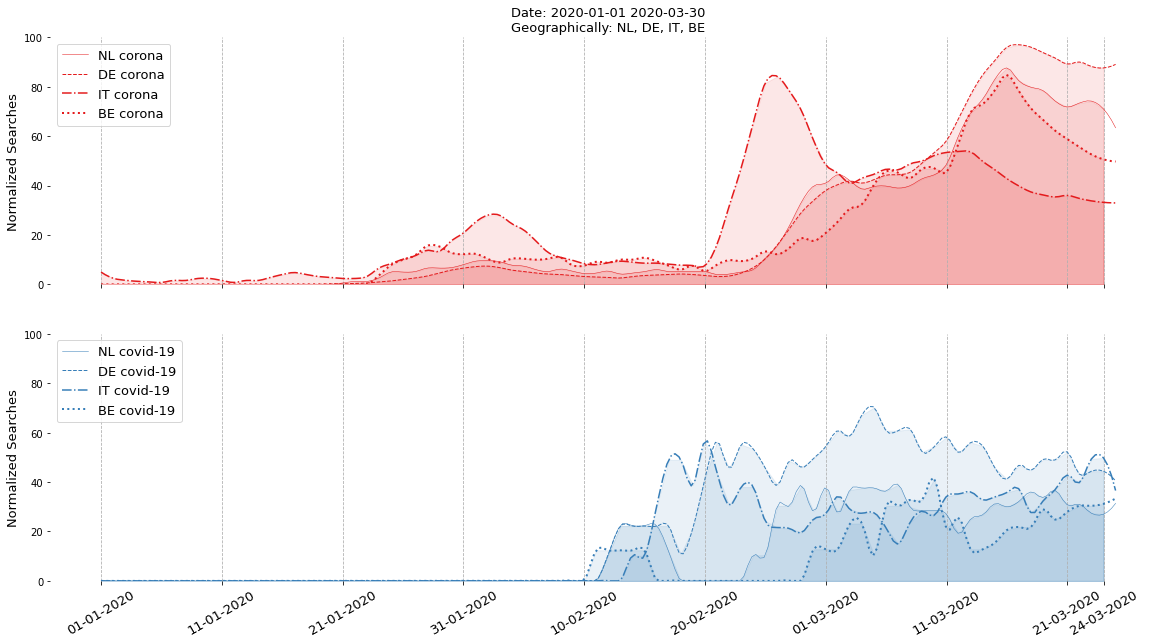 Date: 2020-01-01 2020-03-30
Geographically: NL, DE, IT, BE
100
80
60
40
20
0
Normalized Searches
NL corona
DE corona
IT corona
BE corona
100
80
60
40
20
0
Normalized Searches
NL covid-19
DE covid-19
IT covid-19
BE covid-19
01-01-2020
11-01-2020
21-01-2020
31-01-2020
10-02-2020
20-02-2020
01-03-2020
11-03-2020
21-03-2020
24-03-2020